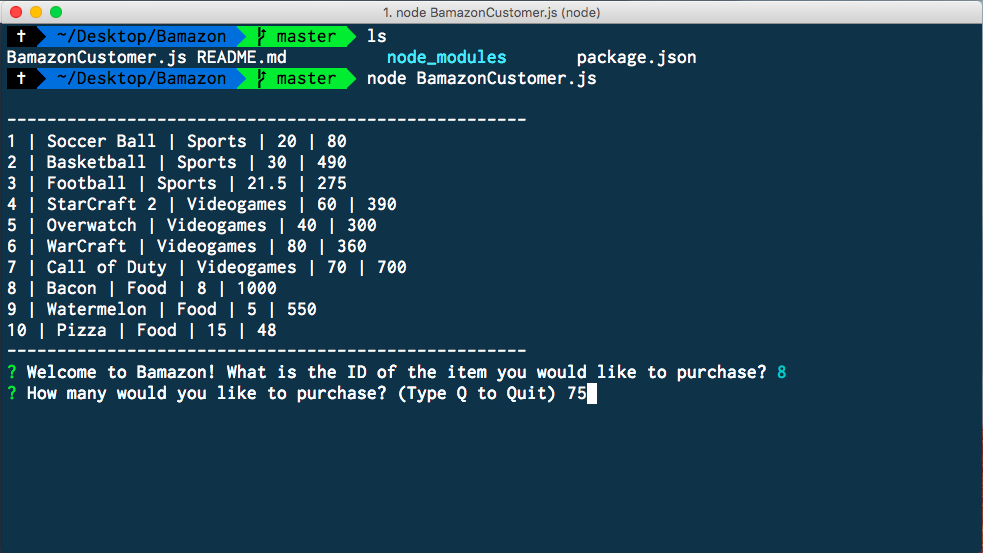 1. node BamazonCustomer.js (node)
† ~/Desktop/Bamazon master ls
BamazonCustomer.js README.md node_modules package.json
† ~/Desktop/Bamazon master node BamazonCustomer.js
----------------------------------------------------
1 | Soccer Ball | Sports | 20 | 80
2 | Basketball | Sports | 30 | 490
3 | Football | Sports | 21.5 | 275
4 | StarCraft 2 | Videogames | 60 | 390
5 | Overwatch | Videogames | 40 | 300
6 | WarCraft | Videogames | 80 | 360
7 | Call of Duty | Videogames | 70 | 700
8 | Bacon | Food | 8 | 1000
9 | Watermelon | Food | 5 | 550
10 | Pizza | Food | 15 | 48
----------------------------------------------------
? Welcome to Bamazon! What is the ID of the item you would like to purchase? 8
? How many would you like to purchase? (Type Q to Quit) 75